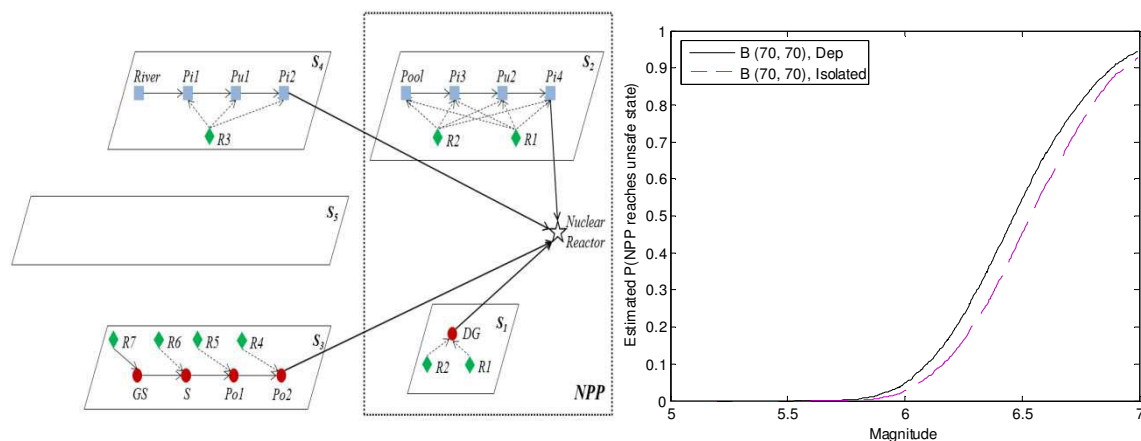 S4
River Pi1 Pu1 Pi2
R3
S2
Pool Pi3 Pu2 Pi4
R2 R1
S5
Nuclear
Reactor
S3
R7 R6 R5 R4
GS S Po1 Po2
S1
DG
R2 R1
NPP
B (70, 70), Dep
B (70, 70), Isolated
Estimated P(NPP reaches unsafe state)
1
0.9
0.8
0.7
0.6
0.5
0.4
0.3
0.2
0.1
0
5 5.5 6 6.5 7
Magnitude